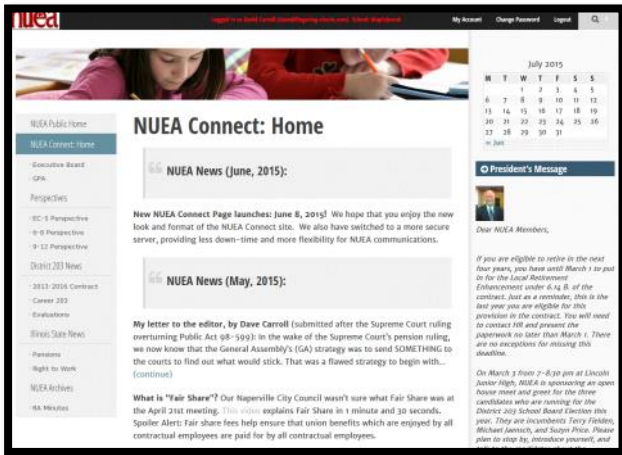 nuea
My Account Change Password Logout
July 2015
M T W T F S S
1 2 3 4 5
6 7 8 9 10 11 12
13 14 15 16 17 18 19
20 21 22 23 24 25 26
27 28 29 30 31
« Jun
NUEA Public Home
NUEA Connect: Home
- Executive Board
- GPA
Perspectives
- EC-5 Perspective
- 6-8 Perspective
- 9-12 Perspective
District 203 News
- 2013-2016 Contract
- Career 203
- Evaluations
Illinois State News
- Pensions
- Right to Work
NUEA Archives
- RA Minutes
NUEA Connect: Home
NUEA News (June, 2015):
New NUEA Connect Page launches: June 8, 2015! We hope that you enjoy the new
look and format of the NUEA Connect site. We also have switched to a more secure
server, providing less down-time and more flexibility for NUEA communications.
NUEA News (May, 2015):
My letter to the editor, by Dave Carroll (submitted after the Supreme Court ruling
overturning Public Act 98-599): In the wake of the Supreme Court's pension ruling,
we now know that the General Assembly's (GA) strategy was to send SOMETHING to
the courts to find out what would stick. That was a flawed strategy to begin with...
(continue)
What is "Fair Share"? Our Naperville City Council wasn't sure what Fair Share was at
the April 21st meeting. This video explains Fair Share in 1 minute and 30 seconds.
Spoiler Alert: Fair share fees help ensure that union benefits which are enjoyed by all
contractual employees are paid for by all contractual employees.
President's Message
Dear NUEA Members,
If you are eligible to retire in the next
four years, you have until March 1 to put
in for the Local Retirement
Enhancement under 6.14 B. of the
contract. Just as a reminder, this is the
last year you are eligible for this
provision in the contract. You will need
to contact HR and present the
paperwork no later than March 1. There
are no exceptions for missing this
deadline.
On March 3 from 7-8:30 pm at Lincoln
Junior High, NUEA is sponsoring an open
house meet and greet for the three
candidates who are running for the
District 203 School Board Election this
year. They are incumbents Terry Fielden,
Michael Jaensch, and Suzyn Price. Please
plan to stop by, introduce yourself, and